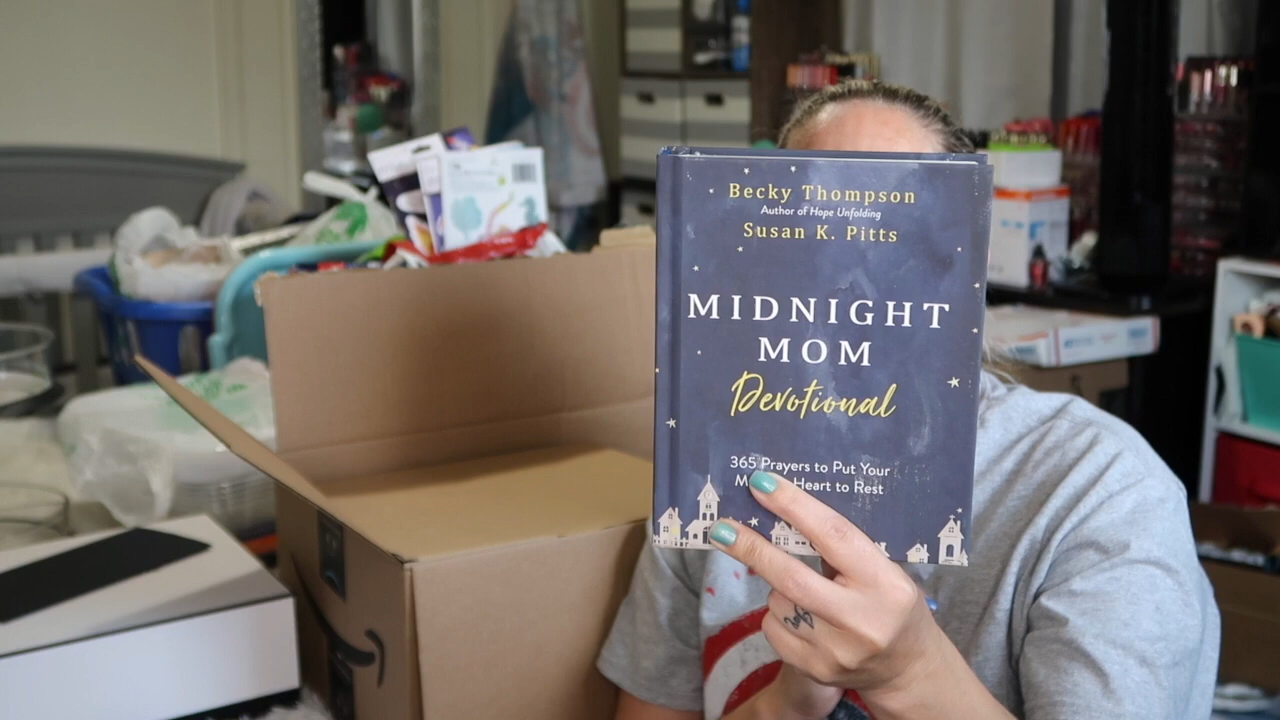 Becky Thompson
Author of Hope Unfolding
Susan K. Pitts
MIDNIGHT
MOM
Devotional
365 Prayers to Put Your
Heart to Rest